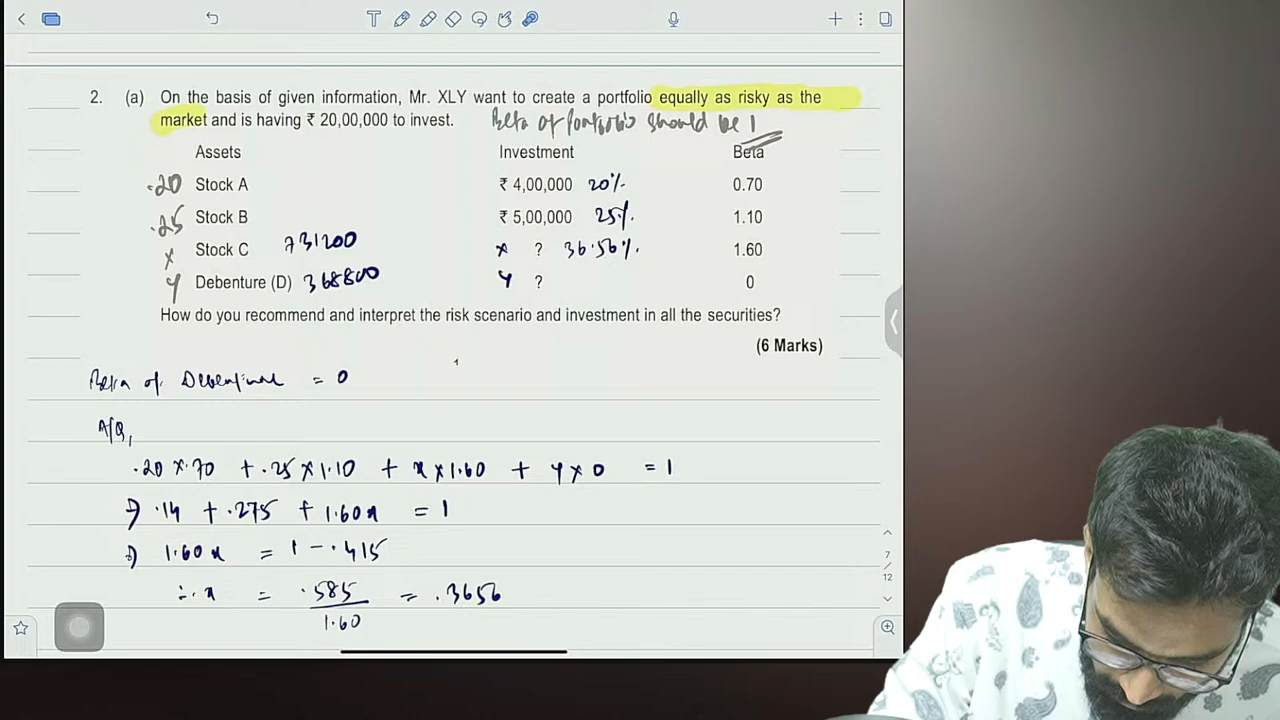 2. (a) On the basis of given information, Mr. XLY want to create a portfolio equally as risky as the
market and is having ₹ 20,00,000 to invest. Beta of Portfolio should be 1
Assets Investment Beta
.20 Stock A ₹ 4,00,000 20% 0.70
.25 Stock B ₹ 5,00,000 25% 1.10
x Stock C 731200 x ? 36.56% 1.60
y Debenture (D) 368800 y ? 0
How do you recommend and interpret the risk scenario and investment in all the securities?
(6 Marks)
Beta of Debenture = 0
A/Q,
.20 × .70 + .25 × 1.10 + x × 1.60 + y × 0 = 1
⇒ .14 + .275 + 1.60x = 1
⇒ 1.60x = 1 - .415
∴ x = .585 = .3656
1.60
7
/
12